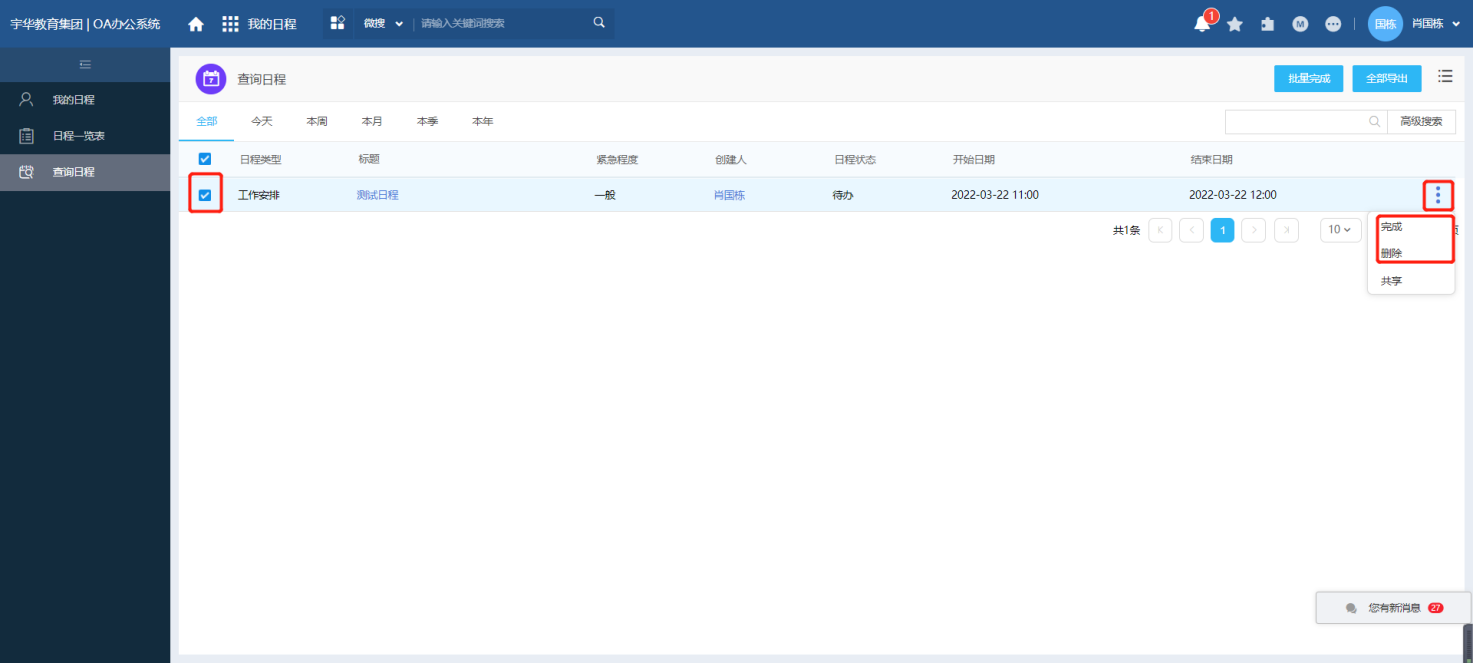 宇华教育集团 | OA办公系统 我的日程 微搜 请输入关键词搜索 1 M 国栋 肖国栋
我的日程
日程一览表
查询日程
7 查询日程 批量完成 全部导出
全部 今天 本周 本月 本季 本年 高级搜索
日程类型 标题 紧急程度 创建人 日程状态 开始日期 结束日期
工作安排 测试日程 一般 肖国栋 待办 2022-03-22 11:00 2022-03-22 12:00
共1条 1 10
完成
删除
共享
您有新消息 27